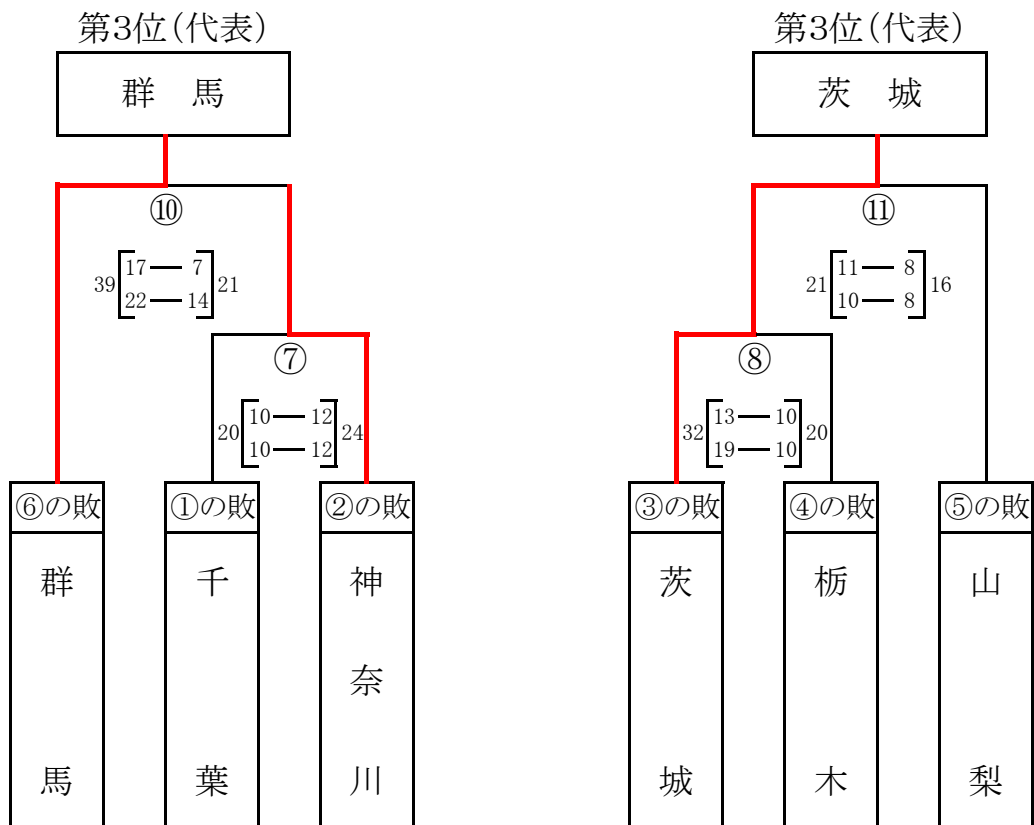 第3位(代表)
群 馬
⑩
39 17 7 21
22 14
⑦
20 10 12 24
10 12
⑥の敗 ①の敗 ②の敗
群馬
千葉
神奈川
第3位(代表)
茨 城
⑪
21 11 8 16
10 8
⑧
32 13 10 20
19 10
③の敗 ④の敗 ⑤の敗
茨城
栃木
山梨